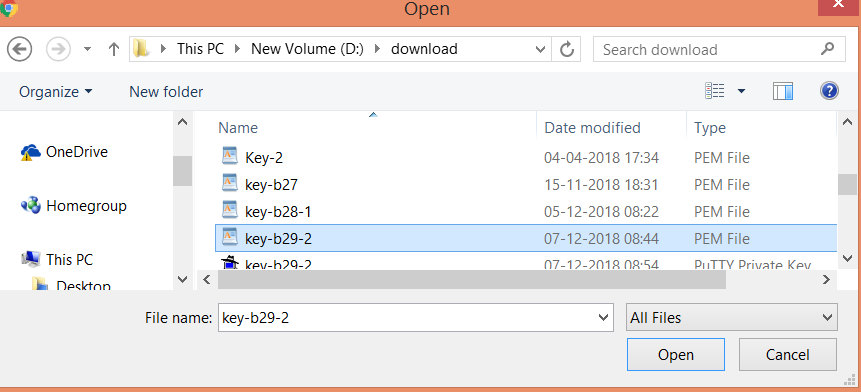 Open
This PC New Volume (D:) download Search download
Organize New folder
Name Date modified Type
OneDrive
Homegroup
This PC
Desktop
Key-2 04-04-2018 17:34 PEM File
key-b27 15-11-2018 18:31 PEM File
key-b28-1 05-12-2018 08:22 PEM File
key-b29-2 07-12-2018 08:44 PEM File
key-b29-2 07-12-2018 08:54 PuTTY Private Key
File name: key-b29-2 All Files
Open Cancel